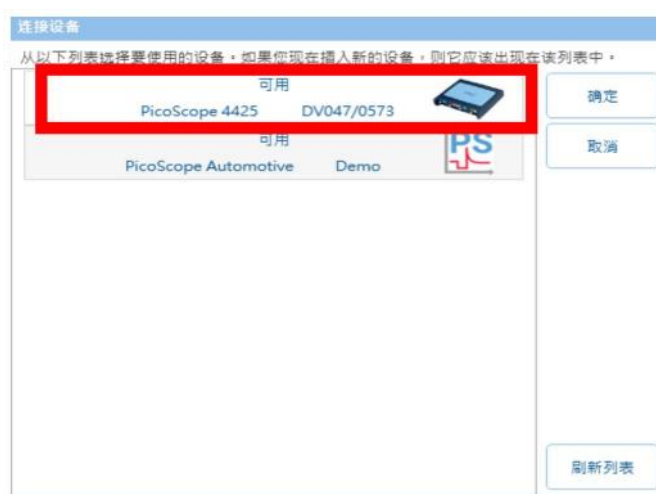 连接设备
从以下列表选择要使用的设备。如果您现在插入新的设备，则它应该出现在该列表中。
可用
PicoScope 4425 DV047/0573
确定
可用
PicoScope Automotive Demo
PS
取消
刷新列表